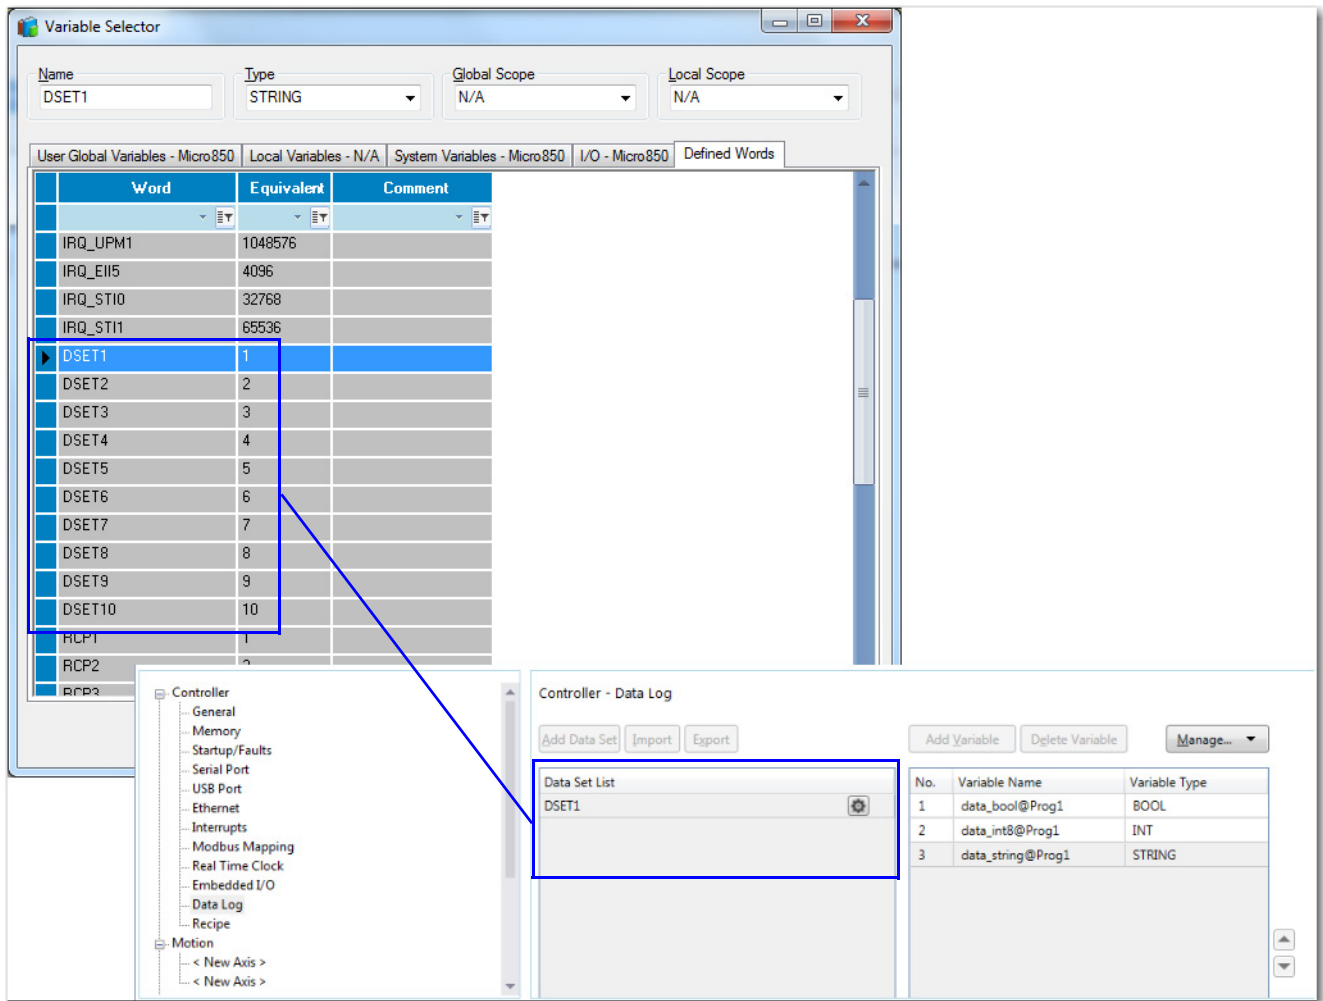 Variable Selector
Name Type Global Scope Local Scope
DSET1 STRING N/A N/A
User Global Variables - Micro850 Local Variables - N/A System Variables - Micro850 I/O - Micro850 Defined Words
Word Equivalent Comment
IRQ_UPM1 1048576
IRQ_EII5 4096
IRQ_STI0 32768
IRQ_STI1 65536
DSET1 1
DSET2 2
DSET3 3
DSET4 4
DSET5 5
DSET6 6
DSET7 7
DSET8 8
DSET9 9
DSET10 10
RCP1 1
RCP2 2
RCP3
Controller
General
Memory
Startup/Faults
Serial Port
USB Port
Ethernet
Interrupts
Modbus Mapping
Real Time Clock
Embedded I/O
Data Log
Recipe
Motion
< New Axis >
< New Axis >
Controller - Data Log
Add Data Set Import Export Add Variable Delete Variable Manage...
Data Set List
DSET1
No. Variable Name Variable Type
1 data_bool@Prog1 BOOL
2 data_int8@Prog1 INT
3 data_string@Prog1 STRING